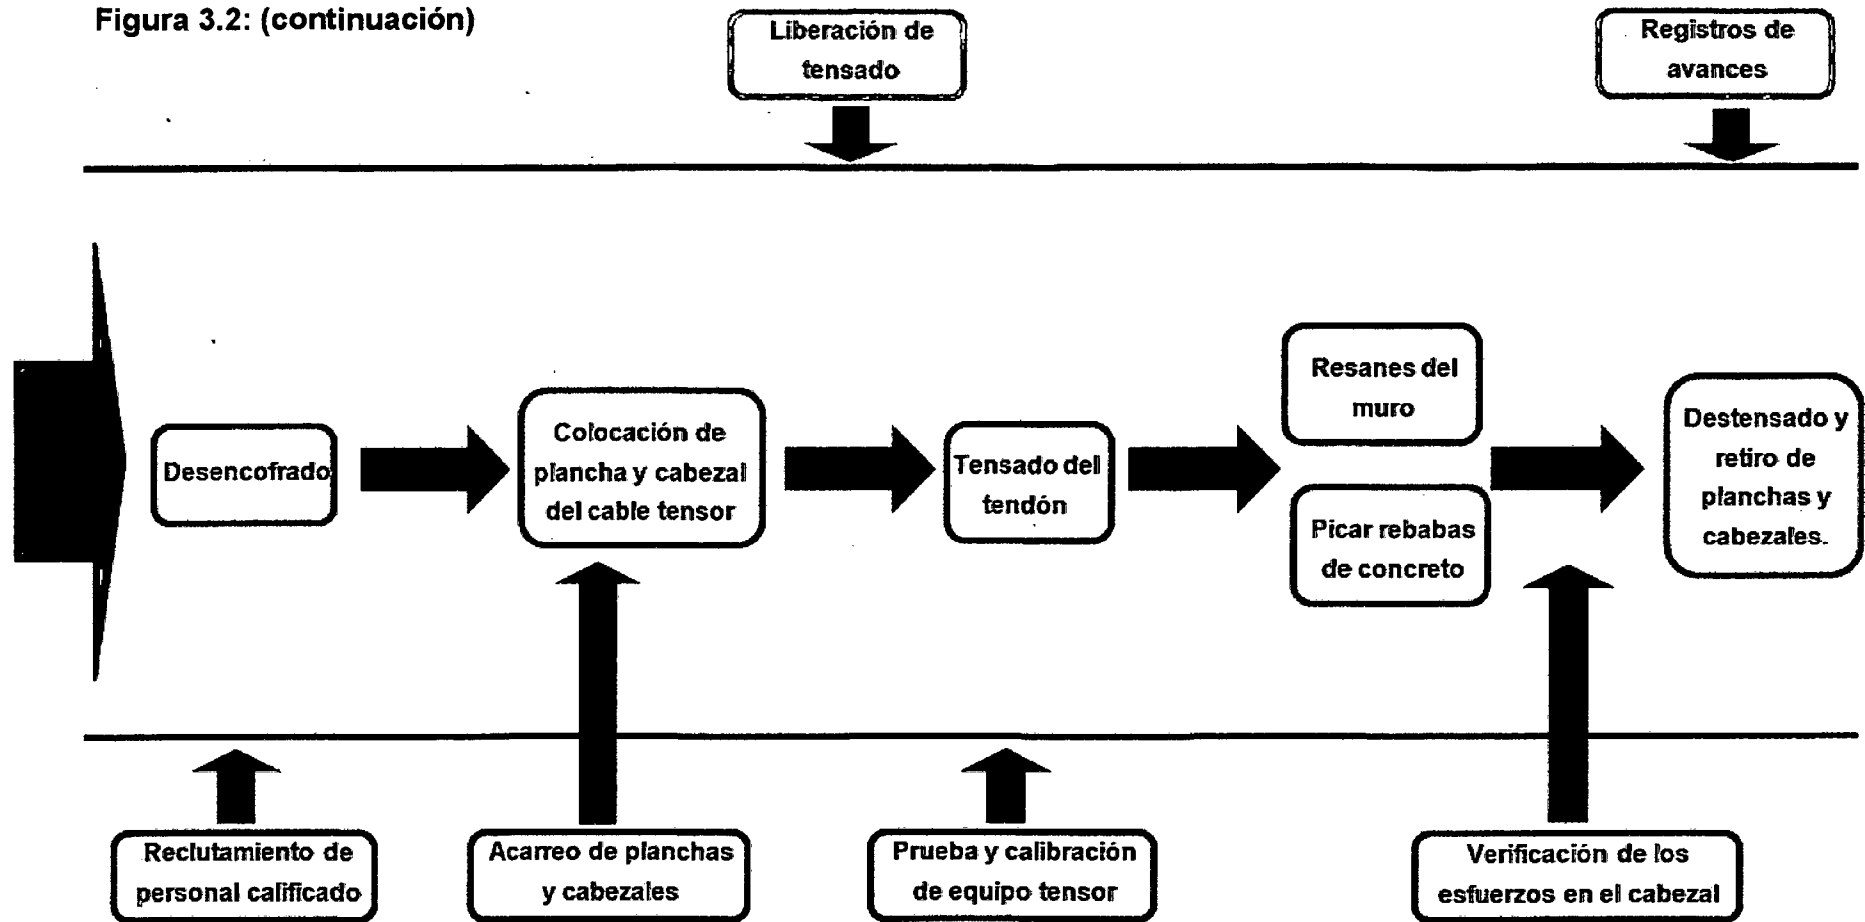 Figura 3.2: (continuación)
Liberación de
tensado
Registros de
avances
Desencofrado
Colocación de
plancha y cabezal
del cable tensor
Tensado del
tendón
Resanes del
muro
Picar rebabas
de concreto
Destensado y
retiro de
planchas y
cabezales.
Reclutamiento de
personal calificado
Acarreo de planchas
y cabezales
Prueba y calibración
de equipo tensor
Verificación de los
esfuerzos en el cabezal